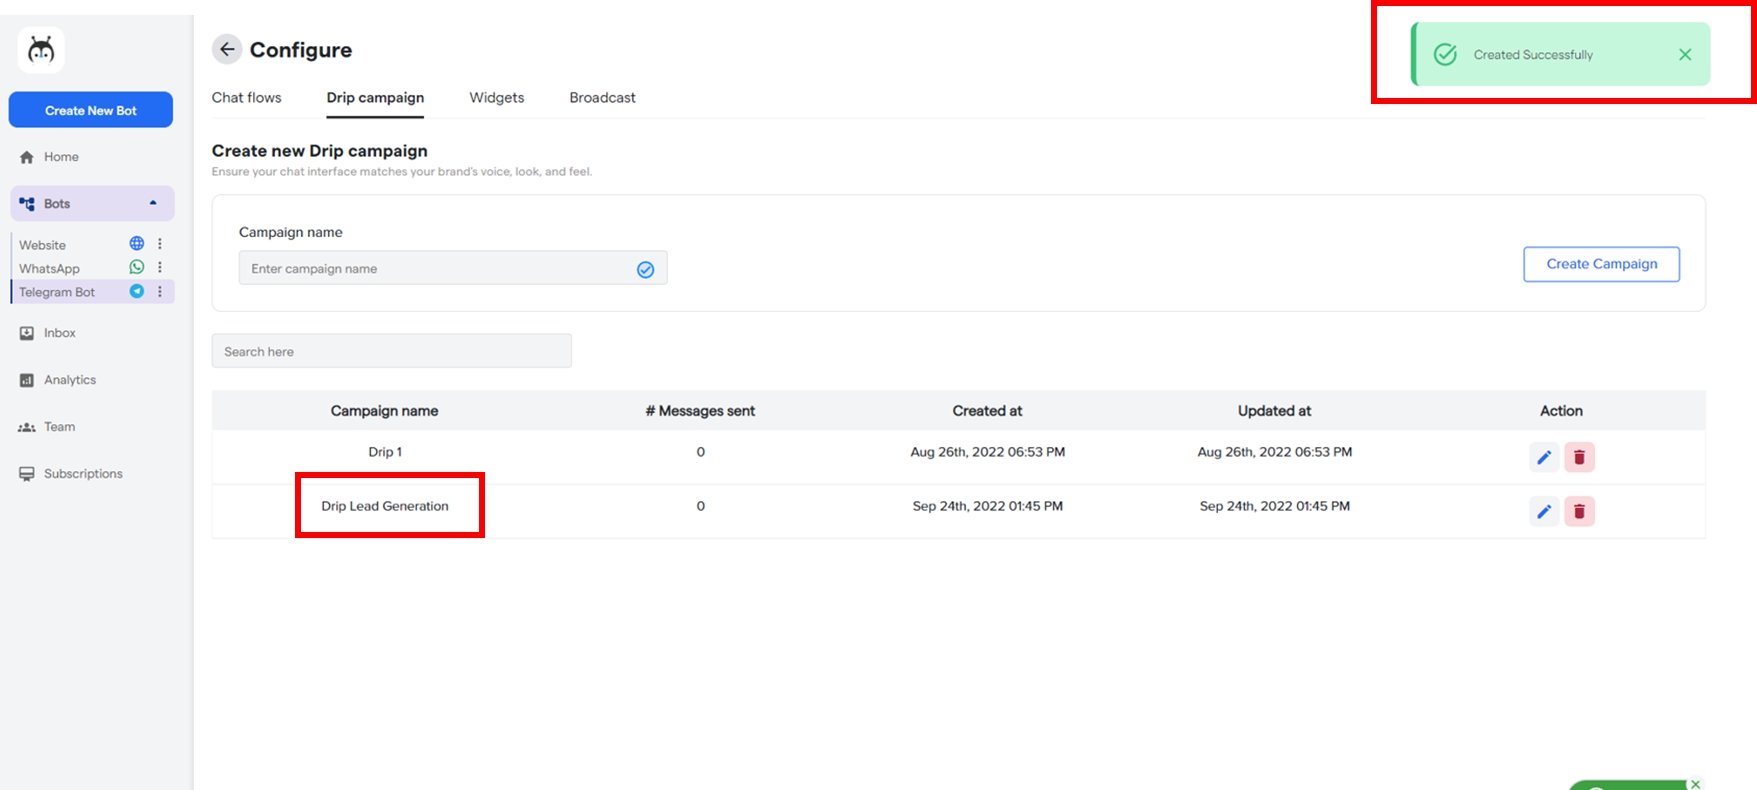 Configure
Created Successfully
Create New Bot
Chat flows Drip campaign Widgets Broadcast
Home
Bots
Website
WhatsApp
Telegram Bot
Inbox
Analytics
Team
Subscriptions
Create new Drip campaign
Ensure your chat interface matches your brand's voice, look, and feel.
Campaign name
Enter campaign name
Create Campaign
Search here
Campaign name # Messages sent Created at Updated at Action
Drip 1 0 Aug 26th, 2022 06:53 PM Aug 26th, 2022 06:53 PM
Drip Lead Generation 0 Sep 24th, 2022 01:45 PM Sep 24th, 2022 01:45 PM